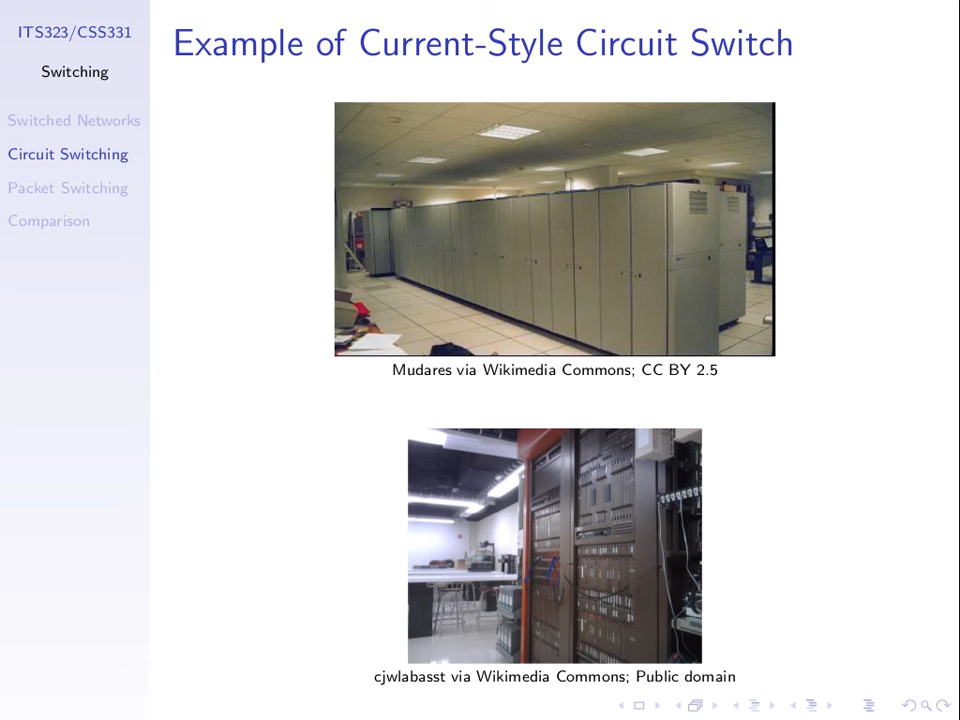 ITS323/CSS331
Switching
Switched Networks
Circuit Switching
Packet Switching
Comparison
Example of Current-Style Circuit Switch
Mudares via Wikimedia Commons; CC BY 2.5
cjwlabasst via Wikimedia Commons; Public domain